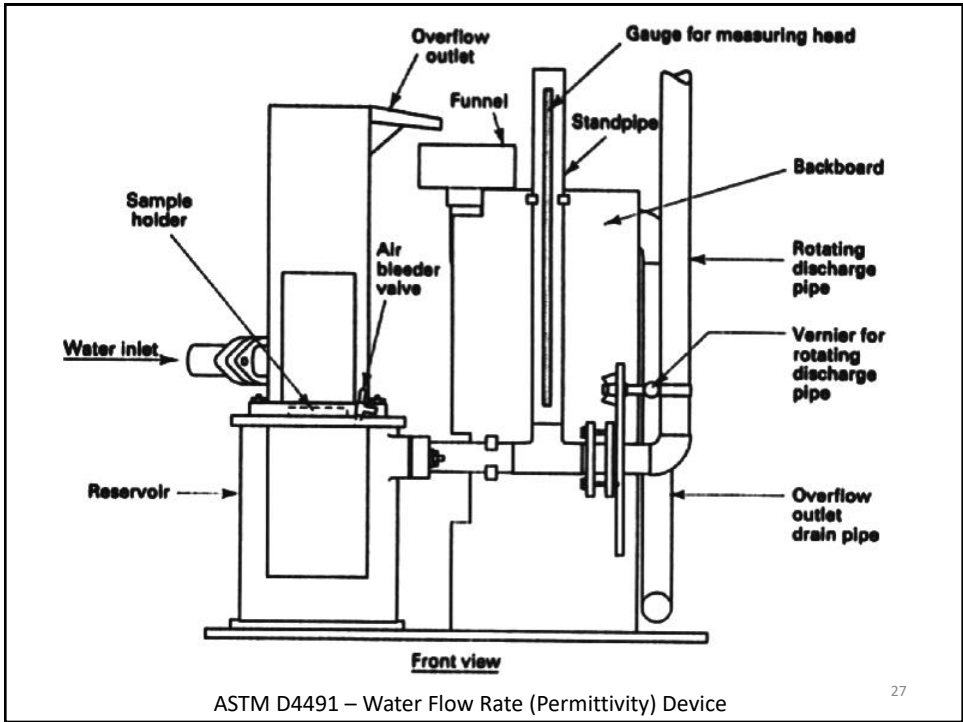 Overflow
outlet
Gauge for measuring head
Funnel
Standpipe
Backboard
Sample
holder
Air
bleeder
valve
Rotating
discharge
pipe
Water inlet
Vernier for
rotating
discharge
pipe
Reservoir
Overflow
outlet
drain pipe
Front view
ASTM D4491 – Water Flow Rate (Permittivity) Device
27